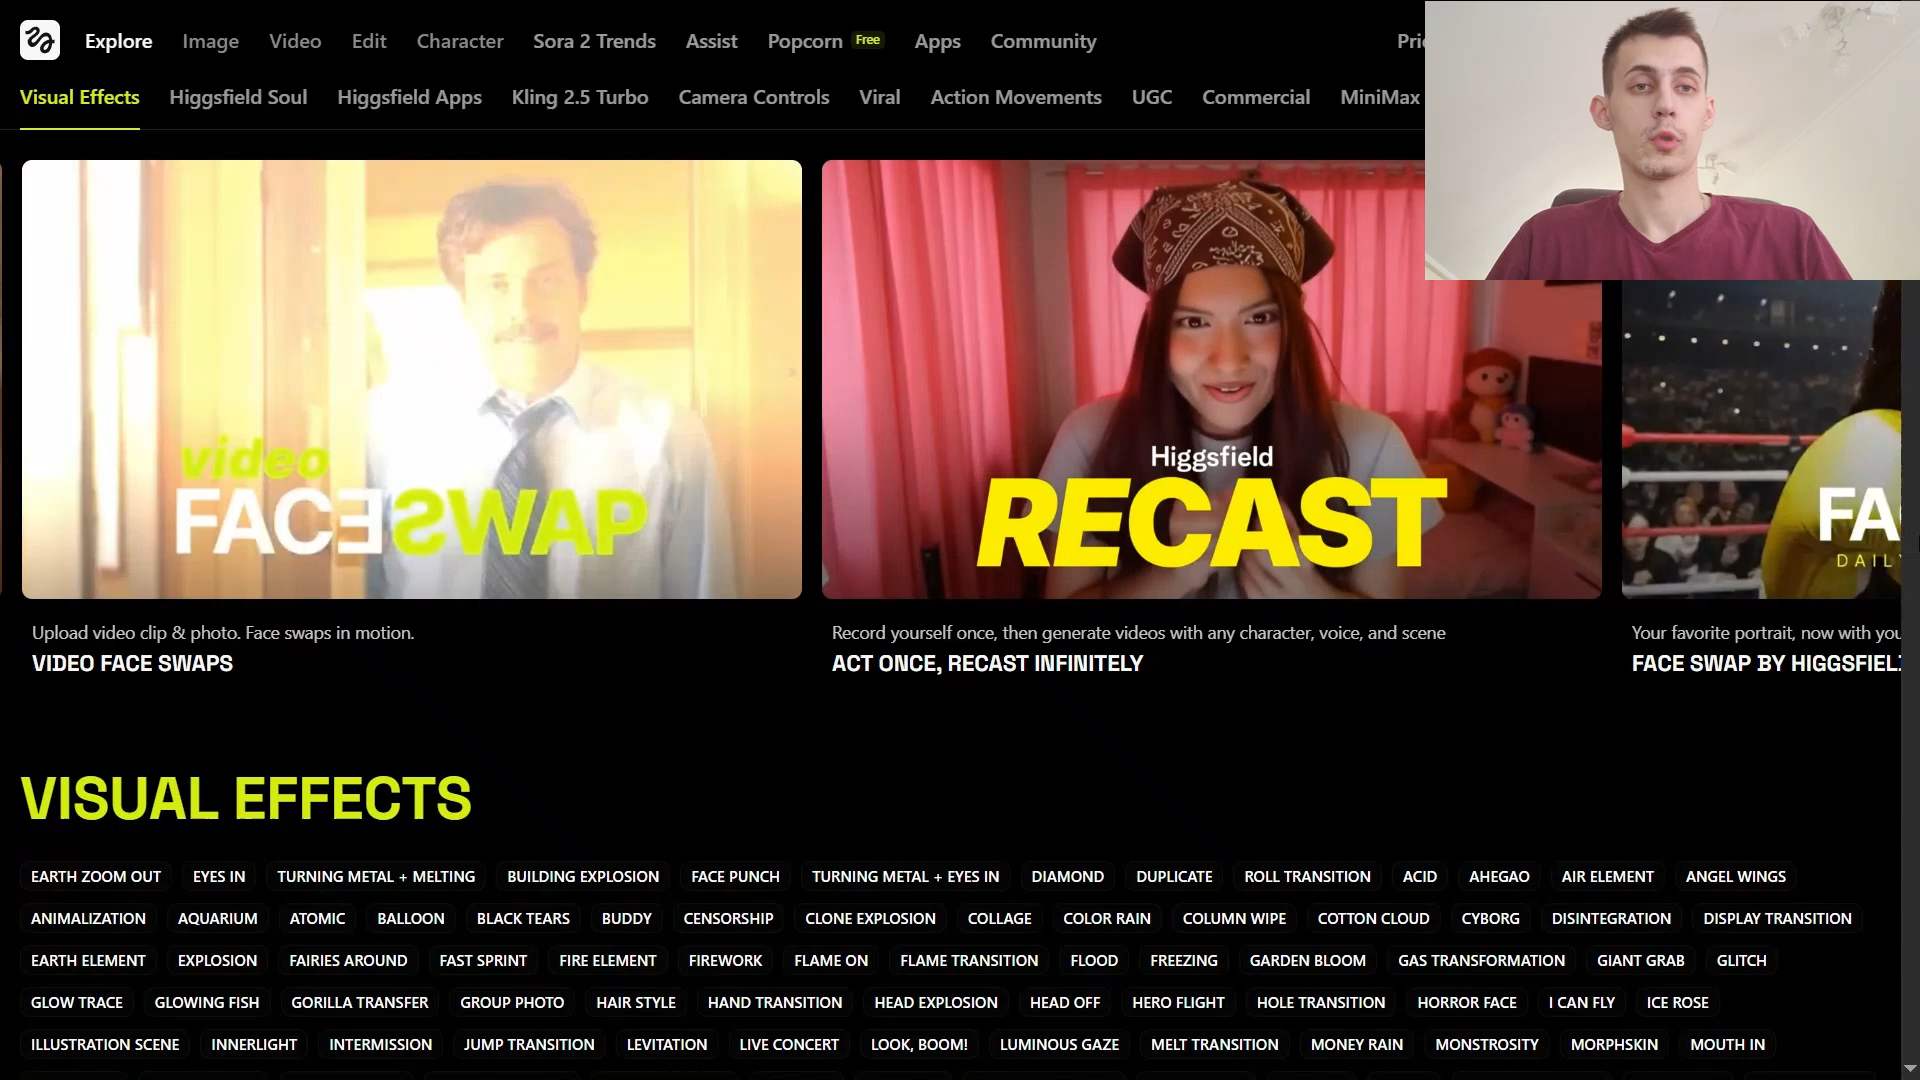 Explore Image Video Edit Character Sora 2 Trends Assist Popcorn Free Apps Community
Visual Effects Higgsfield Soul Higgsfield Apps Kling 2.5 Turbo Camera Controls Viral Action Movements UGC Commercial MiniMax
video
FACE SWAP
Higgsfield
RECAST
Upload video clip & photo. Face swaps in motion.
VIDEO FACE SWAPS
Record yourself once, then generate videos with any character, voice, and scene
ACT ONCE, RECAST INFINITELY
Your favorite portrait, now with
FACE SWAP BY
VISUAL EFFECTS
EARTH ZOOM OUT EYES IN TURNING METAL + MELTING BUILDING EXPLOSION FACE PUNCH TURNING METAL + EYES IN DIAMOND DUPLICATE ROLL TRANSITION ACID AHEGAO AIR ELEMENT ANGEL WINGS
ANIMALIZATION AQUARIUM ATOMIC BALLOON BLACK TEARS BUDDY CENSORSHIP CLONE EXPLOSION COLLAGE COLOR RAIN COLUMN WIPE COTTON CLOUD CYBORG DISINTEGRATION DISPLAY TRANSITION
EARTH ELEMENT EXPLOSION FAIRIES AROUND FAST SPRINT FIRE ELEMENT FIREWORK FLAME ON FLAME TRANSITION FLOOD FREEZING GARDEN BLOOM GAS TRANSFORMATION GIANT GRAB GLITCH
GLOW TRACE GLOWING FISH GORILLA TRANSFER GROUP PHOTO HAIR STYLE HAND TRANSITION HEAD EXPLOSION HEAD OFF HERO FLIGHT HOLE TRANSITION HORROR FACE I CAN FLY ICE ROSE
ILLUSTRATION SCENE INNERLIGHT INTERMISSION JUMP TRANSITION LEVITATION LIVE CONCERT LOOK, BOOM! LUMINOUS GAZE MELT TRANSITION MONEY RAIN MONSTROSITY MORPHSKIN MOUTH IN